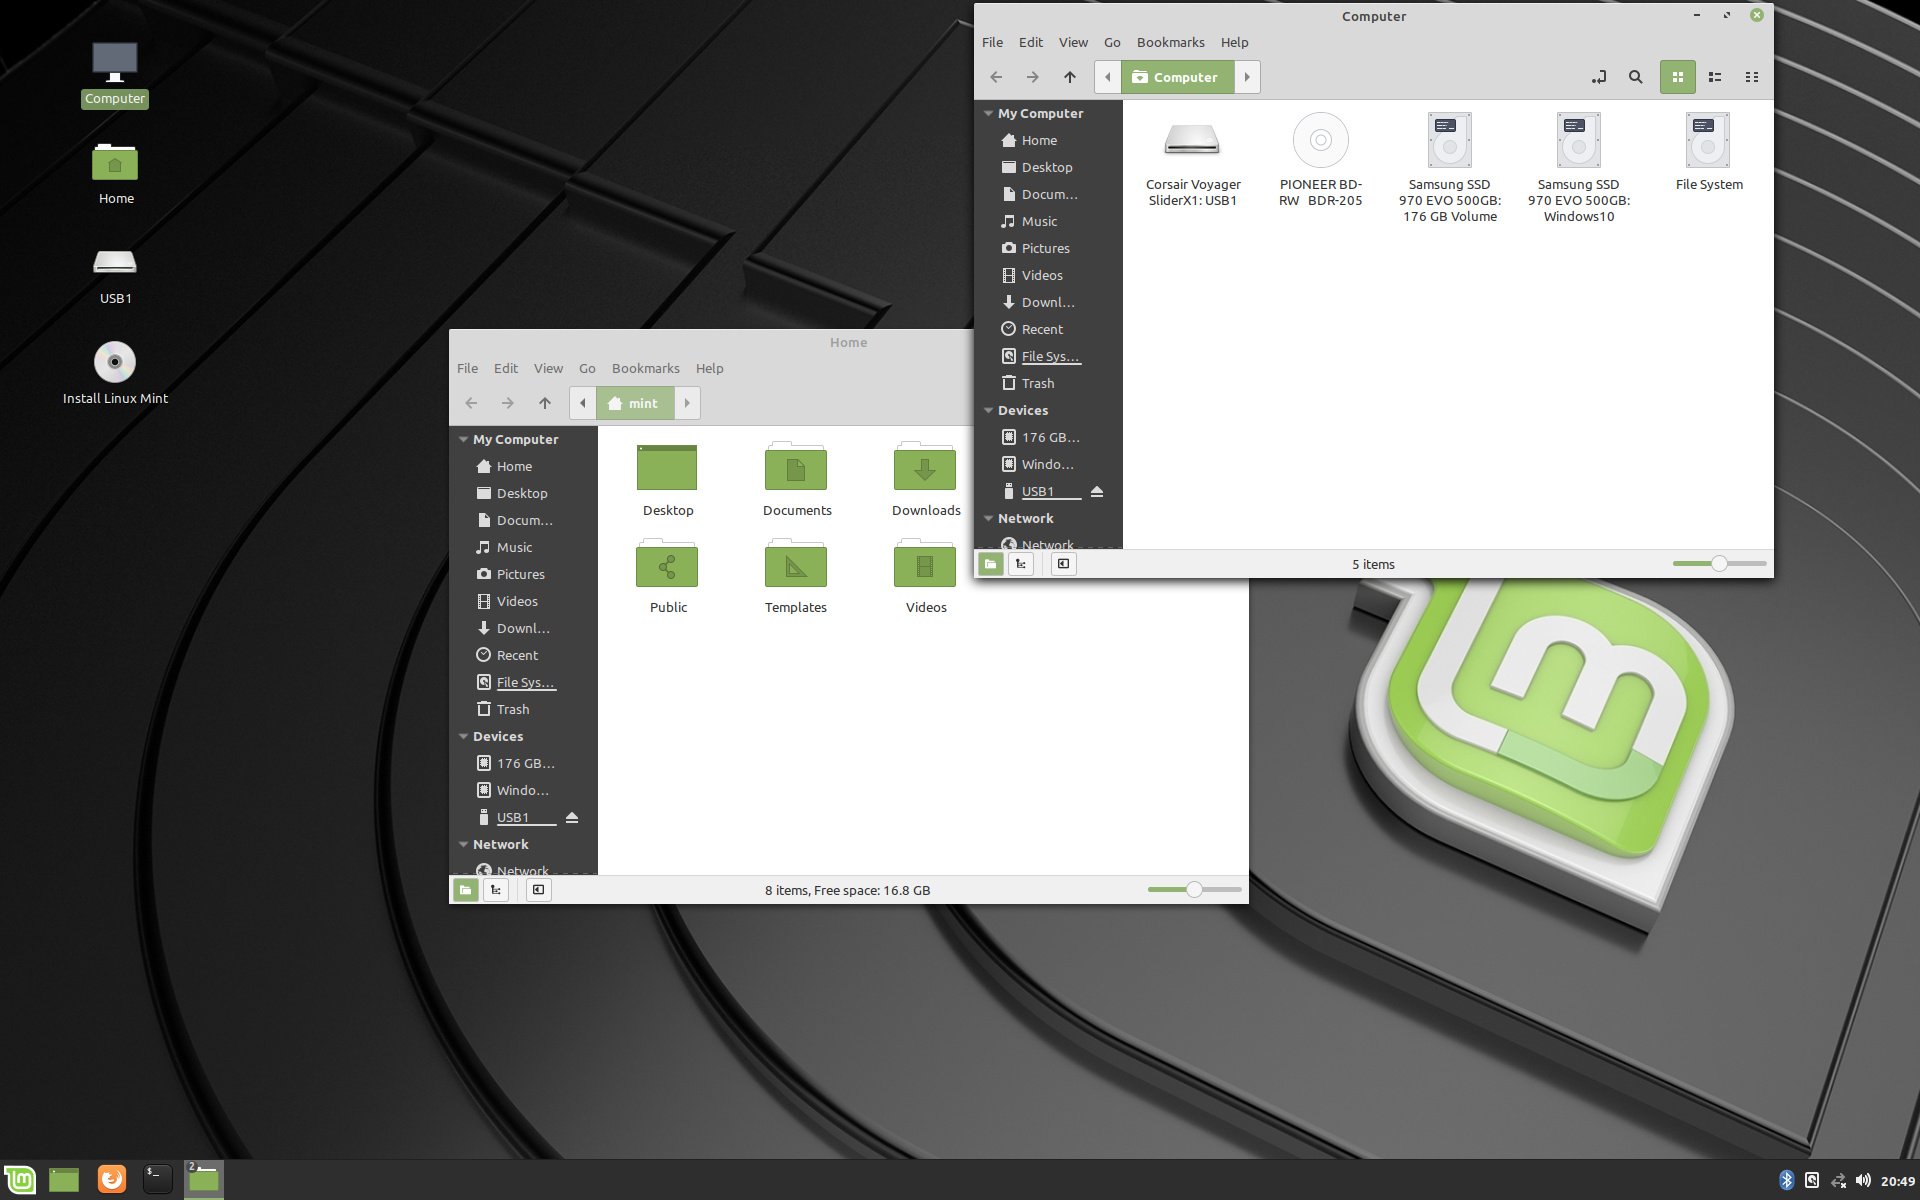 Computer
Home
USB1
Install Linux Mint
Home
File Edit View Go Bookmarks Help
mint
My Computer
Home
Desktop
Docum...
Music
Pictures
Videos
Downl...
Recent
File Sys...
Trash
Devices
176 GB...
Windo...
USB1
Network
Network
Desktop
Documents
Downloads
Public
Templates
Videos
8 items, Free space: 16.8 GB
Computer
File Edit View Go Bookmarks Help
Computer
My Computer
Home
Desktop
Docum...
Music
Pictures
Videos
Downl...
Recent
File Sys...
Trash
Devices
176 GB...
Windo...
USB1
Network
Network
Corsair Voyager
SliderX1: USB1
PIONEER BD-
RW BDR-205
Samsung SSD
970 EVO 500GB:
176 GB Volume
Samsung SSD
970 EVO 500GB:
Windows10
File System
5 items
$_
2
20:49